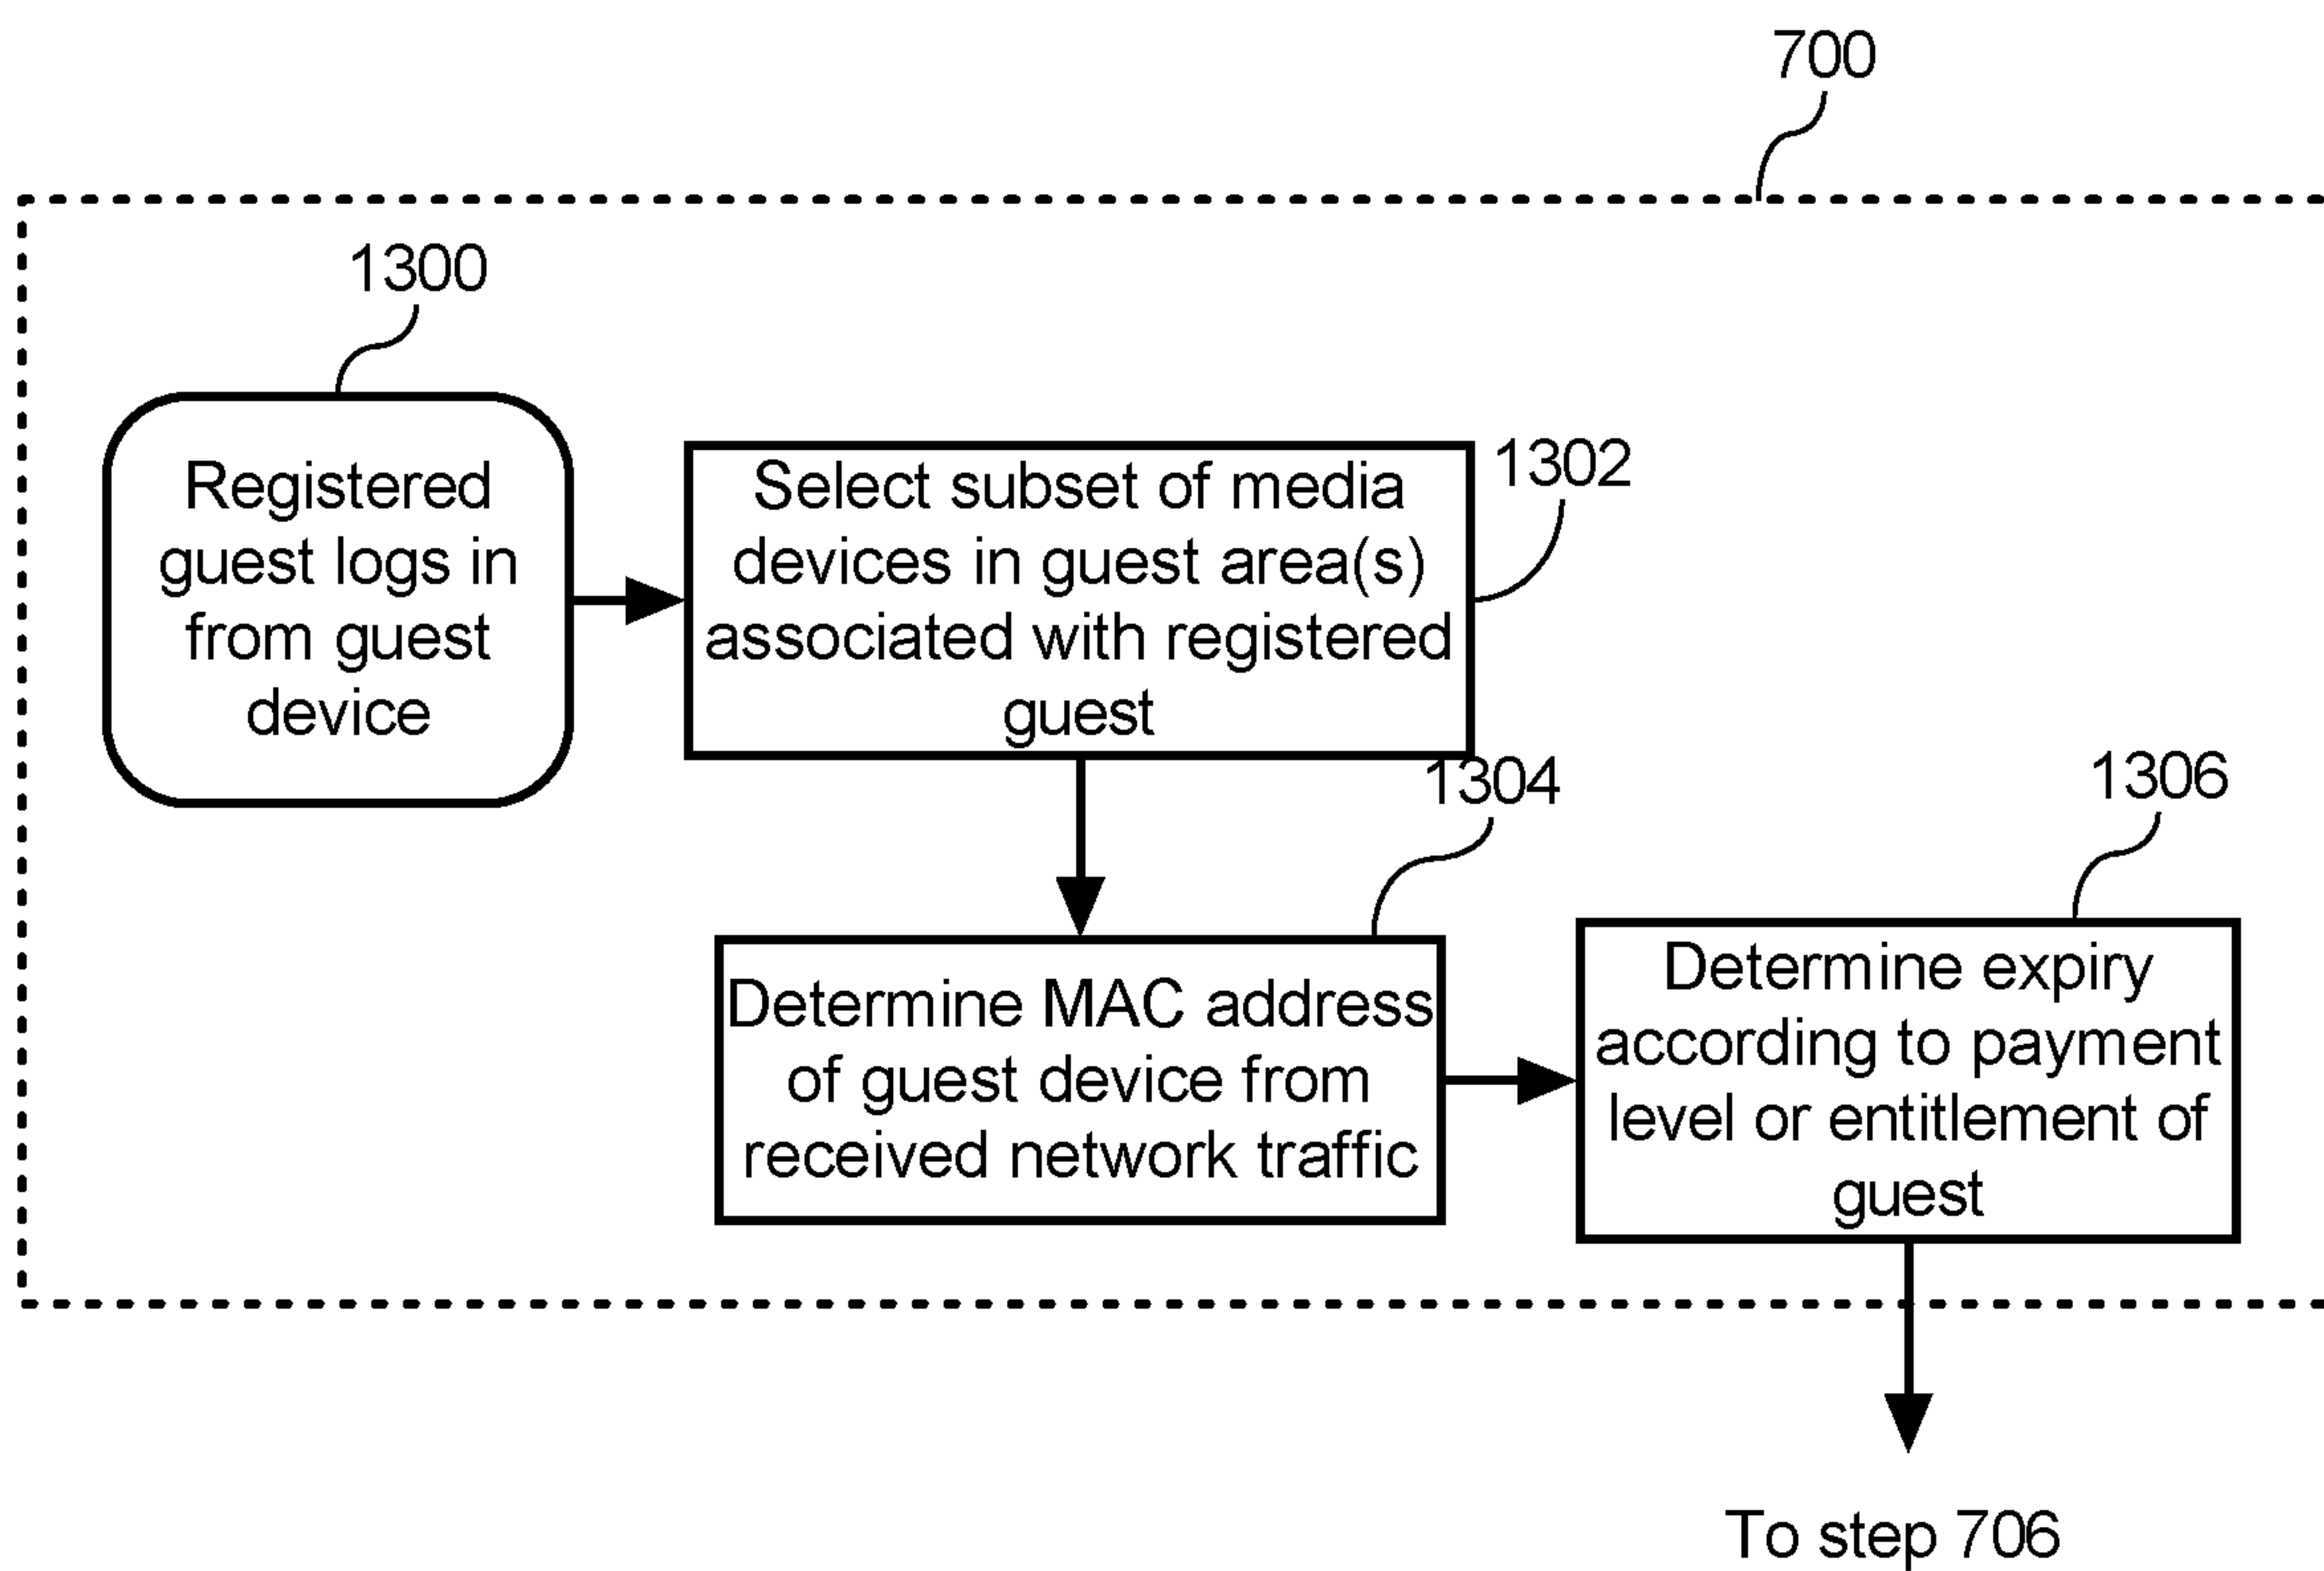 700
1300
Registered
guest logs in
from guest
device
1302
Select subset of media
devices in guest area(s)
associated with registered
guest
1304
Determine MAC address
of guest device from
received network traffic
1306
Determine expiry
according to payment
level or entitlement of
guest
To step 706